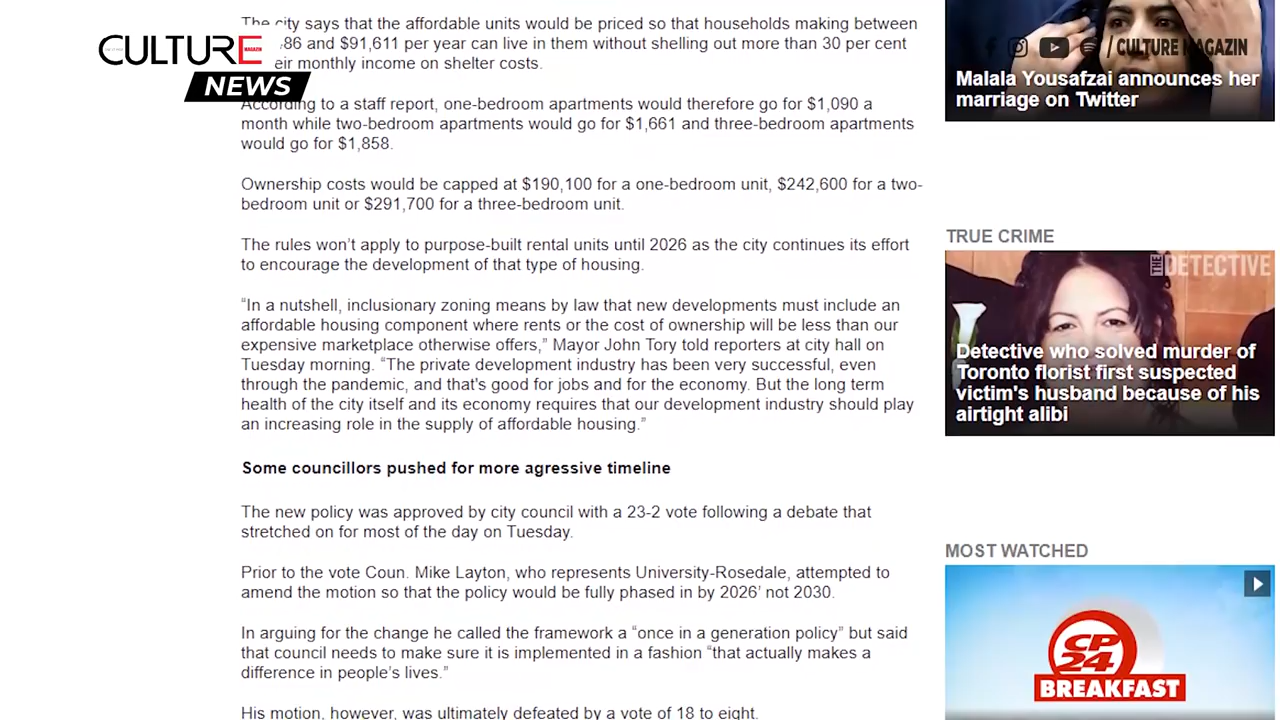 The city says that the affordable units would be priced so that households making between
86 and $91,611 per year can live in them without shelling out more than 30 per cent
eir monthly income on shelter costs.
CULTURE
MAGAZIN
NEWS
According to a staff report, one-bedroom apartments would therefore go for $1,090 a
month while two-bedroom apartments would go for $1,661 and three-bedroom apartments
would go for $1,858.
Ownership costs would be capped at $190,100 for a one-bedroom unit, $242,600 for a two-
bedroom unit or $291,700 for a three-bedroom unit.
The rules won’t apply to purpose-built rental units until 2026 as the city continues its effort
to encourage the development of that type of housing.
“In a nutshell, inclusionary zoning means by law that new developments must include an
affordable housing component where rents or the cost of ownership will be less than our
expensive marketplace otherwise offers,” Mayor John Tory told reporters at city hall on
Tuesday morning. “The private development industry has been very successful, even
through the pandemic, and that's good for jobs and for the economy. But the long term
health of the city itself and its economy requires that our development industry should play
an increasing role in the supply of affordable housing.”
Some councillors pushed for more agressive timeline
The new policy was approved by city council with a 23-2 vote following a debate that
stretched on for most of the day on Tuesday.
Prior to the vote Coun. Mike Layton, who represents University-Rosedale, attempted to
amend the motion so that the policy would be fully phased in by 2026’ not 2030.
In arguing for the change he called the framework a “once in a generation policy” but said
that council needs to make sure it is implemented in a fashion “that actually makes a
difference in people’s lives.”
His motion, however, was ultimately defeated by a vote of 18 to eight.
/ CULTURE MAGAZIN
Malala Yousafzai announces her
marriage on Twitter
TRUE CRIME
THE DETECTIVE
Detective who solved murder of
Toronto florist first suspected
victim's husband because of his
airtight alibi
MOST WATCHED
CP
24
BREAKFAST